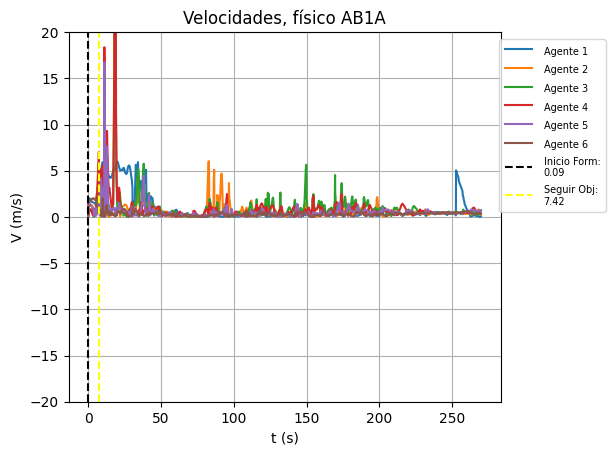 Velocidades, físico AB1A
V (m/s)
20
15
10
5
0
−5
−10
−15
−20
0
50
100
150
200
250
t (s)
Agente 1
Agente 2
Agente 3
Agente 4
Agente 5
Agente 6
Inicio Form:
0.09
Seguir Obj:
7.42